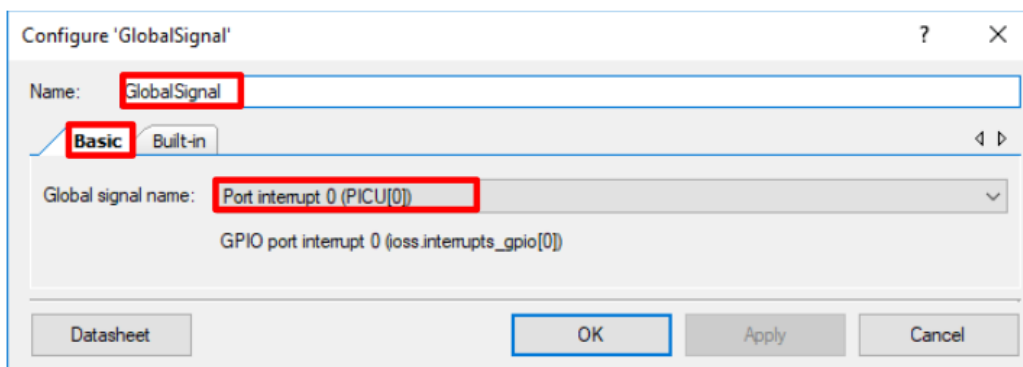 Configure 'GlobalSignal' ? ×
Name: GlobalSignal
Basic Built-in
Global signal name: Port interrupt 0 (PICU[0])
GPIO port interrupt 0 (ioss.interrupts_gpio[0])
Datasheet OK Apply Cancel